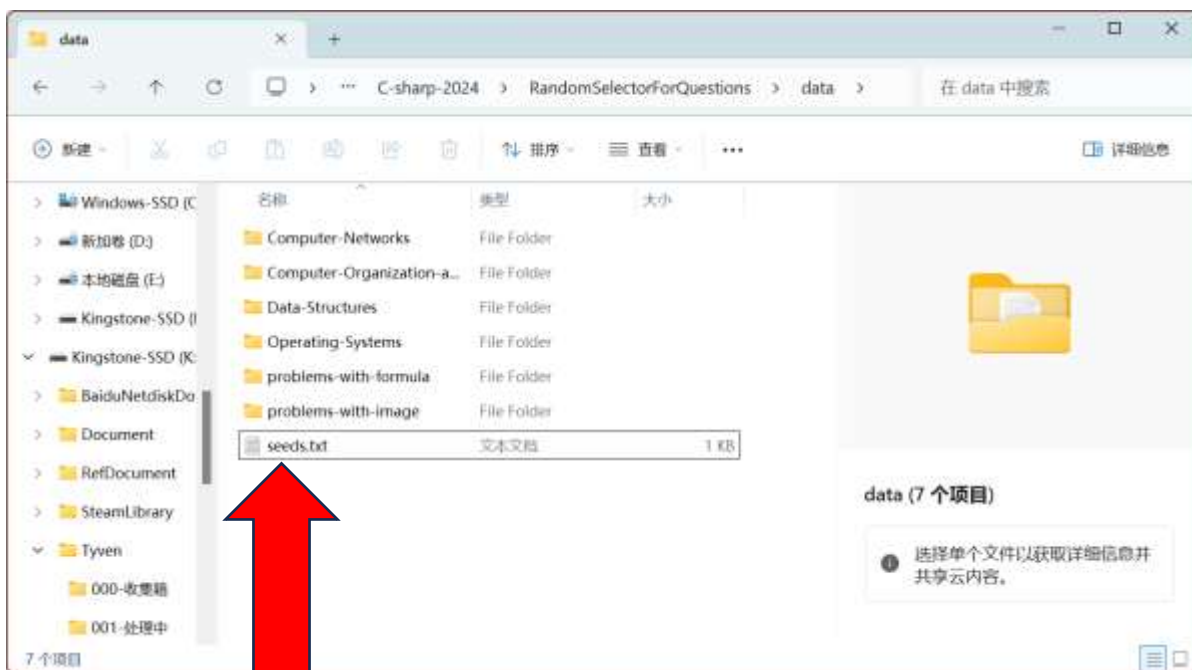 data
C-sharp-2024 > RandomSelectorForQuestions > data >
在 data 中搜索
新建
排序
查看
详细信息
名称
类型
大小
Windows-SSD (C
新加卷 (D:)
本地磁盘 (E:)
Kingstone-SSD (
Kingstone-SSD (K:
BaiduNetdiskDo
Document
RefDocument
SteamLibrary
Tyven
000-收集箱
001-处理中
Computer-Networks File Folder
Computer-Organization-a... File Folder
Data-Structures File Folder
Operating-Systems File Folder
problems-with-formula File Folder
problems-with-image File Folder
seeds.txt 文本文档 1 KB
data (7 个项目)
选择单个文件以获取详细信息并
共享云内容。
7 个项目